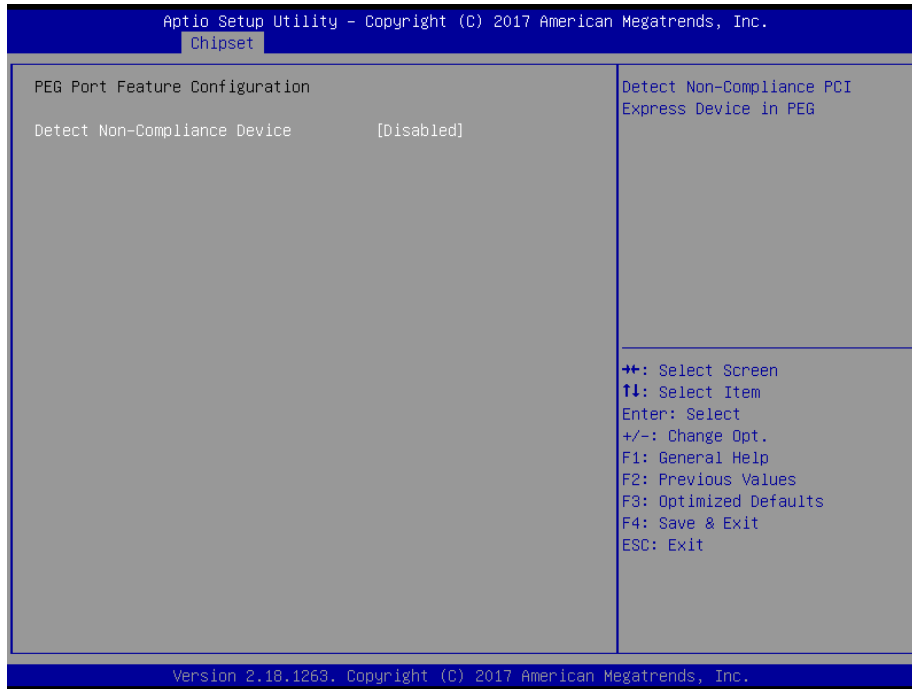 Aptio Setup Utility – Copyright (C) 2017 American Megatrends, Inc.
Chipset
PEG Port Feature Configuration
Detect Non-Compliance Device [Disabled]
Detect Non-Compliance PCI
Express Device in PEG
→←: Select Screen
↑↓: Select Item
Enter: Select
+/-: Change Opt.
F1: General Help
F2: Previous Values
F3: Optimized Defaults
F4: Save & Exit
ESC: Exit
Version 2.18.1263. Copyright (C) 2017 American Megatrends, Inc.